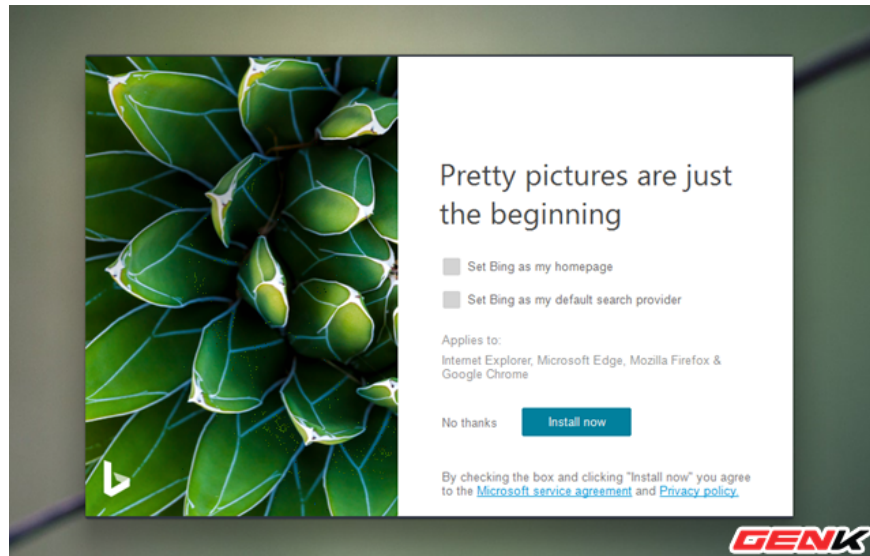 Pretty pictures are just
the beginning
Set Bing as my homepage
Set Bing as my default search provider
Applies to:
Internet Explorer, Microsoft Edge, Mozilla Firefox &
Google Chrome
No thanks
Install now
By checking the box and clicking "Install now" you agree
to the Microsoft service agreement and Privacy policy.
GENK